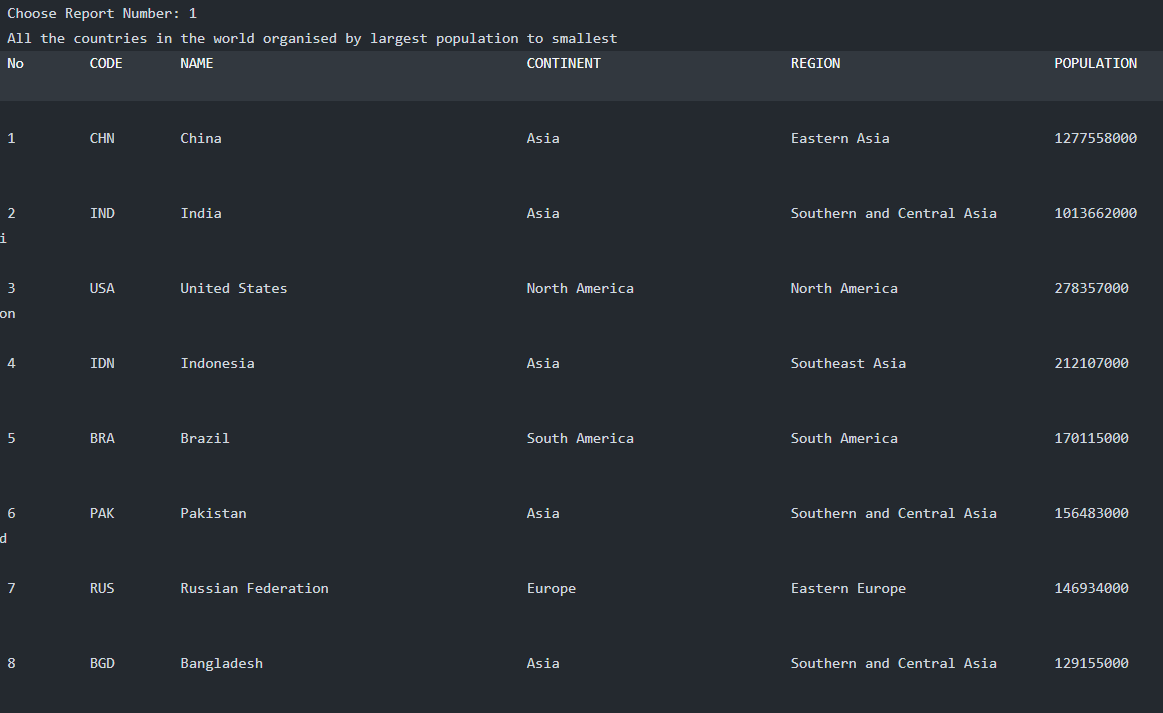 Choose Report Number: 1
All the countries in the world organised by largest population to smallest
No CODE NAME CONTINENT REGION POPULATION
1 CHN China Asia Eastern Asia 1277558000
2 IND India Asia Southern and Central Asia 1013662000
i
3 USA United States North America North America 278357000
on
4 IDN Indonesia Asia Southeast Asia 212107000
5 BRA Brazil South America South America 170115000
6 PAK Pakistan Asia Southern and Central Asia 156483000
d
7 RUS Russian Federation Europe Eastern Europe 146934000
8 BGD Bangladesh Asia Southern and Central Asia 129155000